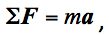 ΣF = ma,